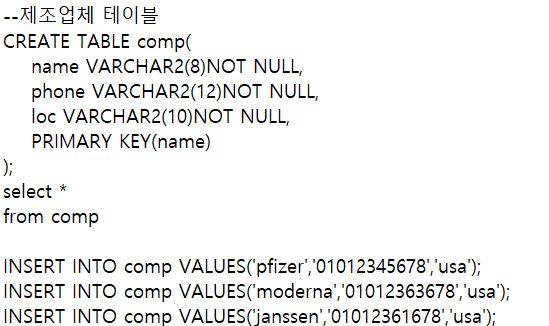 --제조업체 테이블
CREATE TABLE comp(
name VARCHAR2(8)NOT NULL,
phone VARCHAR2(12)NOT NULL,
loc VARCHAR2(10)NOT NULL,
PRIMARY KEY(name)
);
select *
from comp
INSERT INTO comp VALUES('pfizer','01012345678','usa');
INSERT INTO comp VALUES('moderna','01012363678','usa');
INSERT INTO comp VALUES('janssen','01012361678','usa');